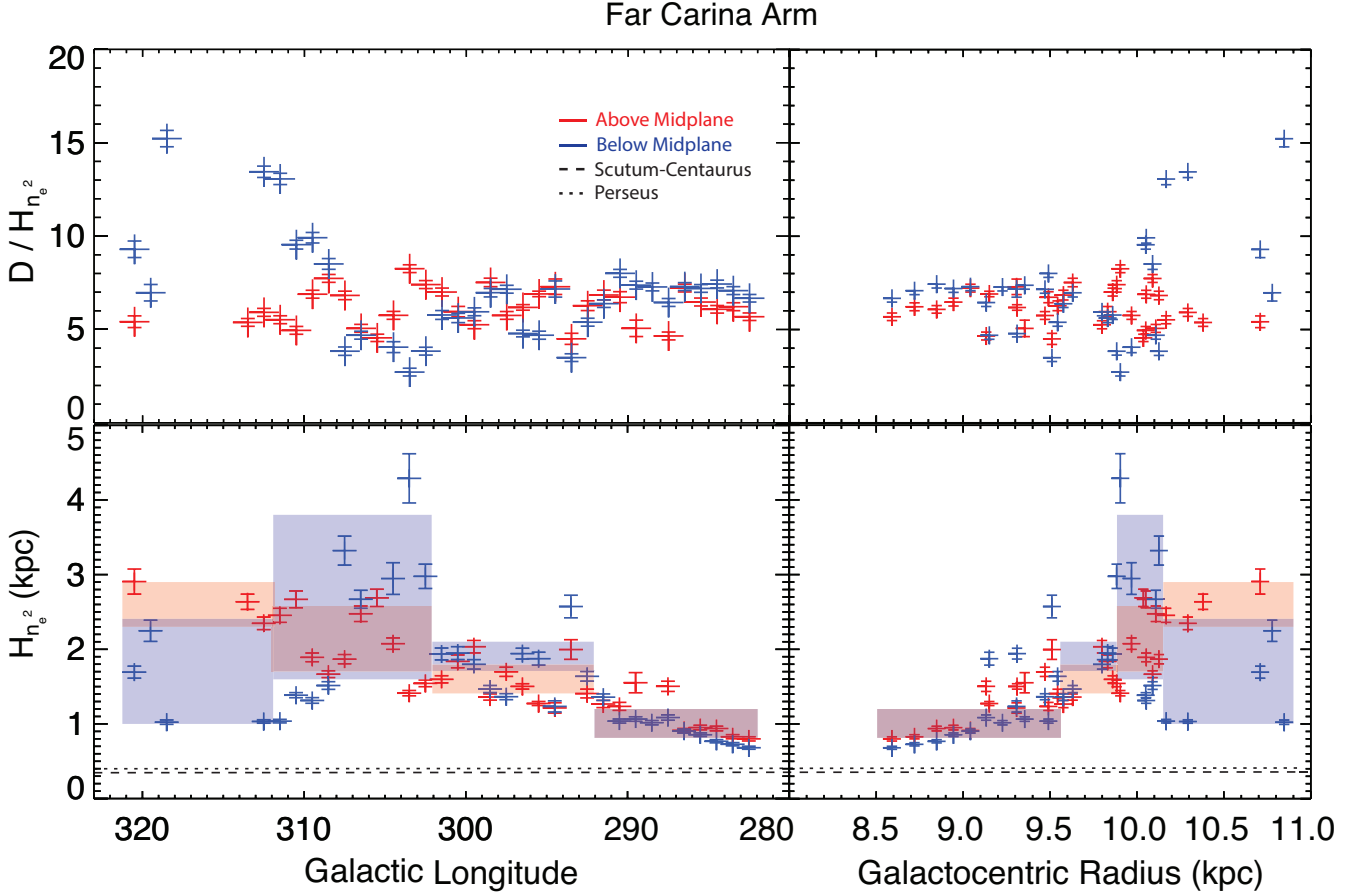 Far Carina Arm
D / H_{n_e^2}
20
15
10
5
0
Above Midplane
Below Midplane
Scutum-Centaurus
Perseus
H_{n_e^2} (kpc)
5
4
3
2
1
0
320 310 300 290 280
8.5 9.0 9.5 10.0 10.5 11.0
Galactic Longitude
Galactocentric Radius (kpc)